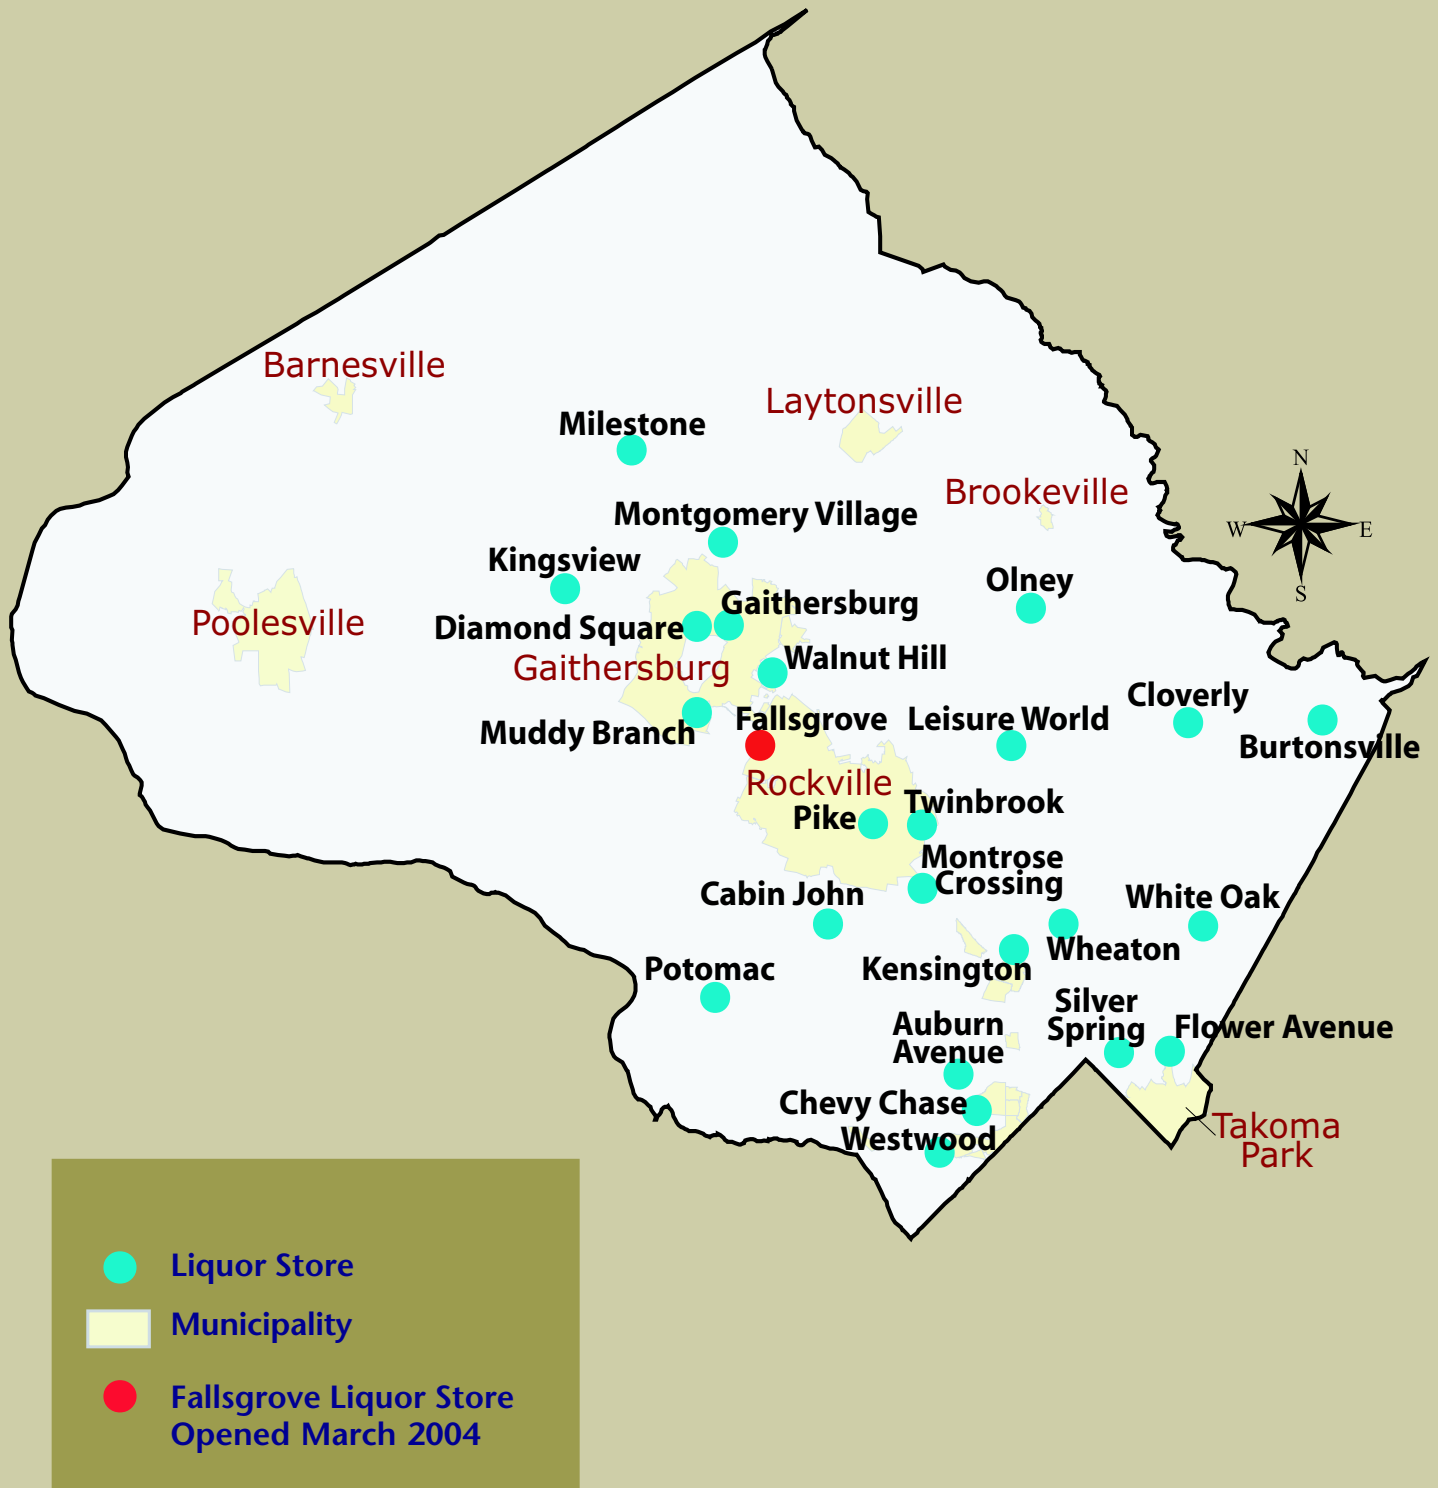 Barnesville
Laytonsville
Milestone
Brookeville
N
Montgomery Village
W
E
Kingsview
Olney
S
Gaithersburg
Poolesville
Diamond Square
Gaithersburg
Walnut Hill
Cloverly
Muddy Branch
Fallsgrove
Leisure World
Burtonsville
Rockville
Twinbrook
Pike
Montrose
Crossing
Cabin John
White Oak
Wheaton
Kensington
Potomac
Silver
Spring
Auburn
Avenue
Flower Avenue
Chevy Chase
Westwood
Takoma
Park
Liquor Store
Municipality
Fallsgrove Liquor Store
Opened March 2004